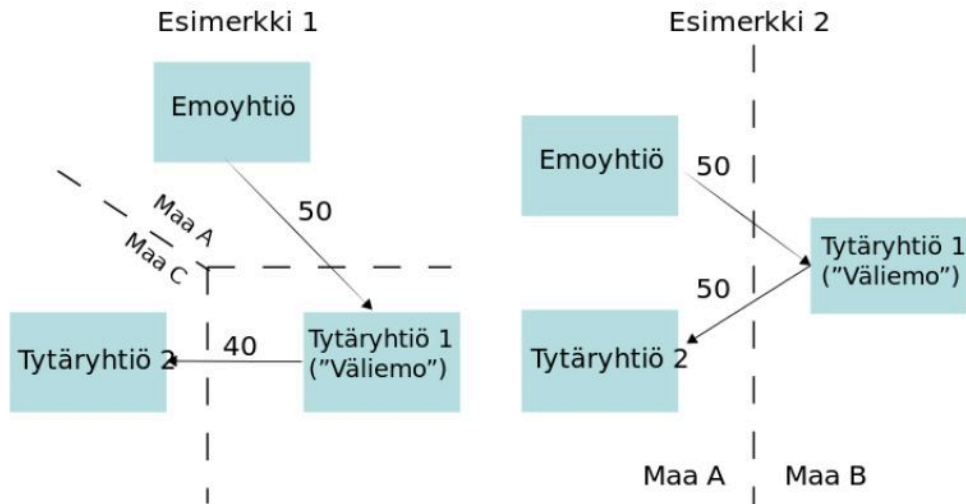 Esimerkki 1
Emoyhtiö
50
Maa A
Maa C
Tytäryhtiö 2
40
Tytäryhtiö 1
("Väliemo")
Esimerkki 2
Emoyhtiö
50
Tytäryhtiö 1
("Väliemo")
50
Tytäryhtiö 2
Maa A
Maa B